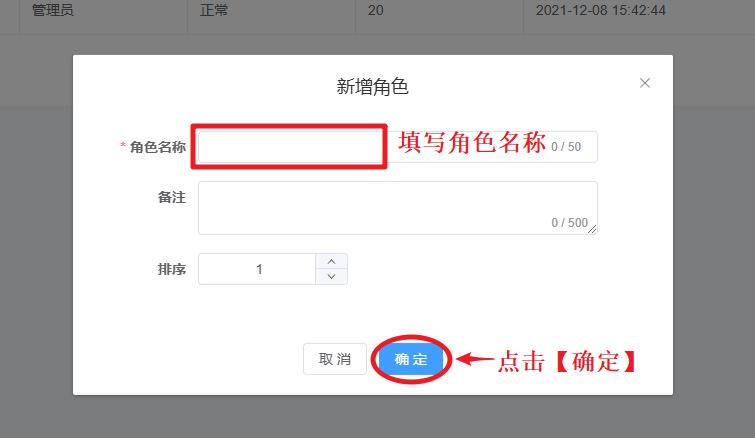 管理员 正常 20 2021-12-08 15:42:44
新增角色
* 角色名称 填写角色名称 0 / 50
备注
0 / 500
排序 1
取 消 确 定 点击【确定】